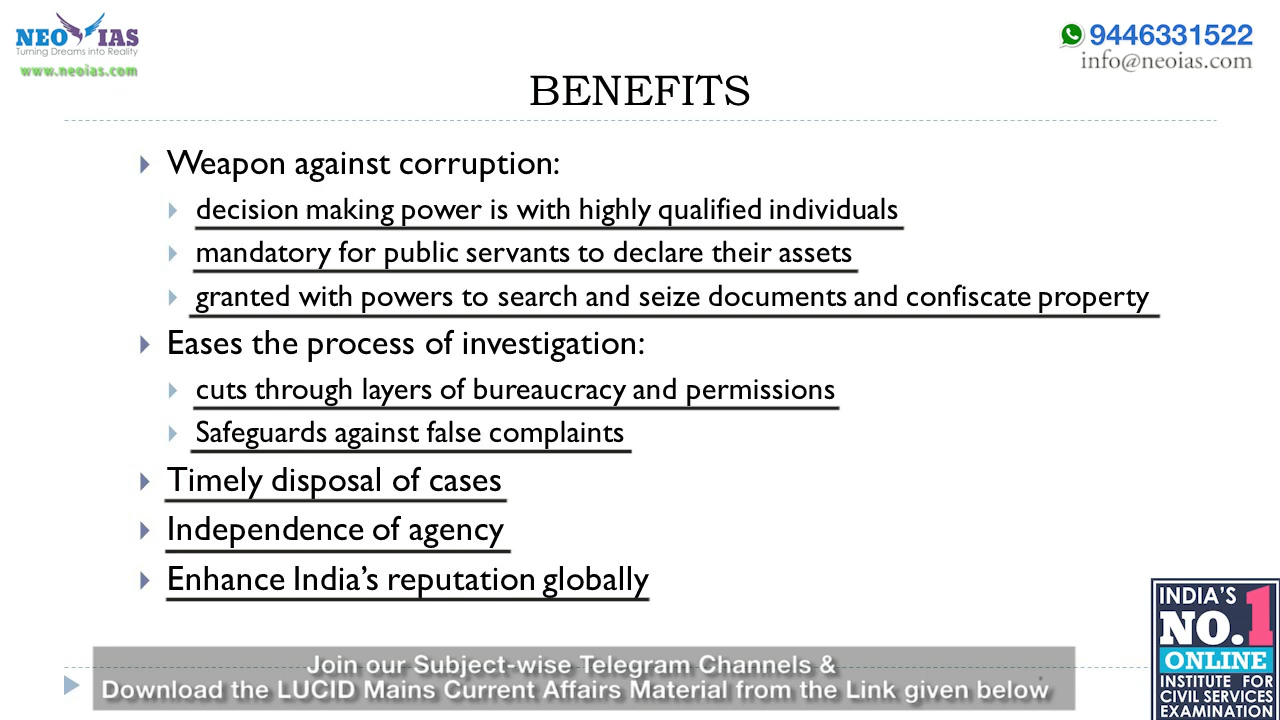 NEO IAS
Turning Dreams into Reality
www.neoias.com
9446331522
info@neoias.com
BENEFITS
Weapon against corruption:
decision making power is with highly qualified individuals
mandatory for public servants to declare their assets
granted with powers to search and seize documents and confiscate property
Eases the process of investigation:
cuts through layers of bureaucracy and permissions
Safeguards against false complaints
Timely disposal of cases
Independence of agency
Enhance India's reputation globally
Join our Subject-wise Telegram Channels &
Download the LUCID Mains Current Affairs Material from the Link given below
INDIA'S
NO.1
ONLINE
INSTITUTE FOR
CIVIL SERVICES
EXAMINATION